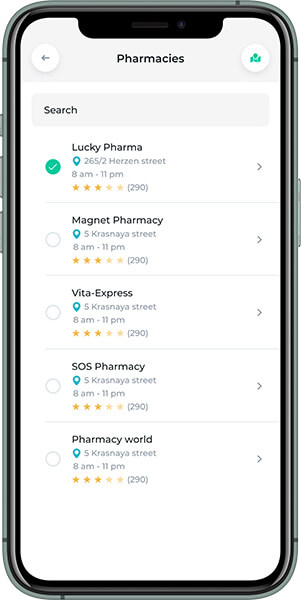 Pharmacies
Search
Lucky Pharma
265/2 Herzen street
8 am - 11 pm
(290)
Magnet Pharmacy
5 Krasnaya street
8 am - 11 pm
(290)
Vita-Express
5 Krasnaya street
8 am - 11 pm
(290)
SOS Pharmacy
5 Krasnaya street
8 am - 11 pm
(290)
Pharmacy world
5 Krasnaya street
8 am - 11 pm
(290)